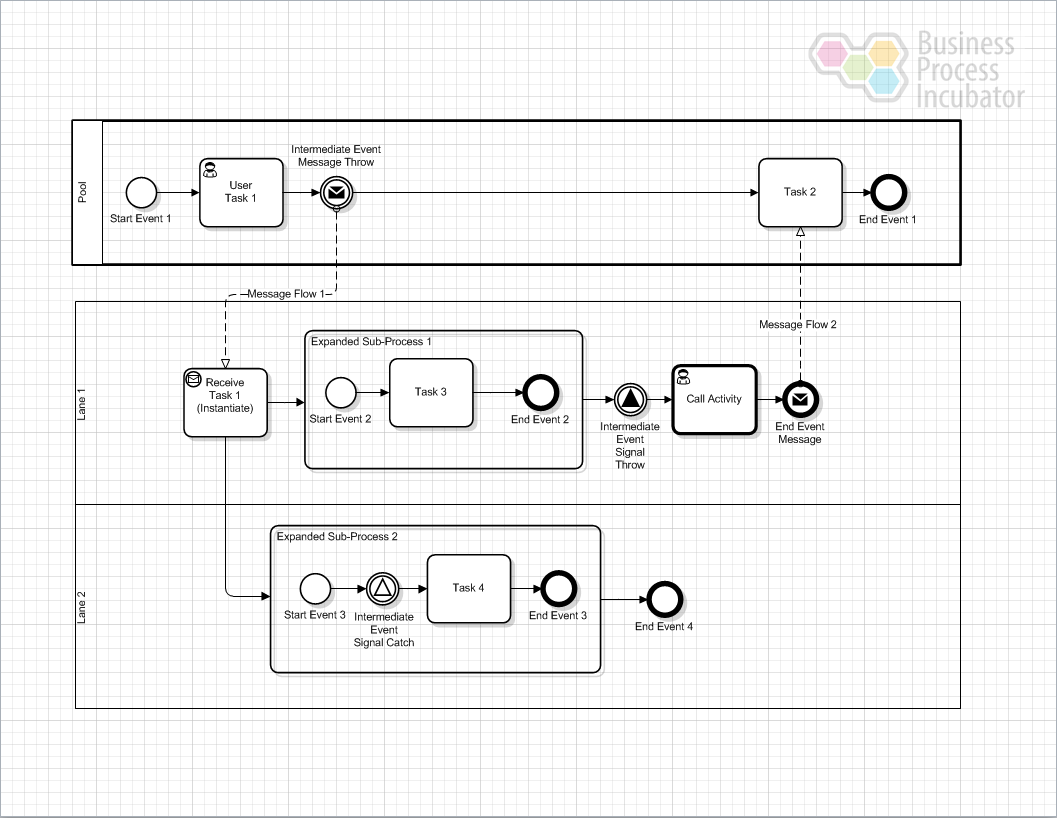 Business
Process
Incubator
Pool
Intermediate Event
Message Throw
User
Task 1
Task 2
Start Event 1
End Event 1
Message Flow 1
Message Flow 2
Lane 1
Expanded Sub-Process 1
Receive
Task 1
(Instantiate)
Task 3
Call Activity
Start Event 2
End Event 2
Intermediate
Event
Signal
Throw
End Event
Message
Lane 2
Expanded Sub-Process 2
Task 4
Start Event 3
Intermediate
Event
Signal Catch
End Event 3
End Event 4